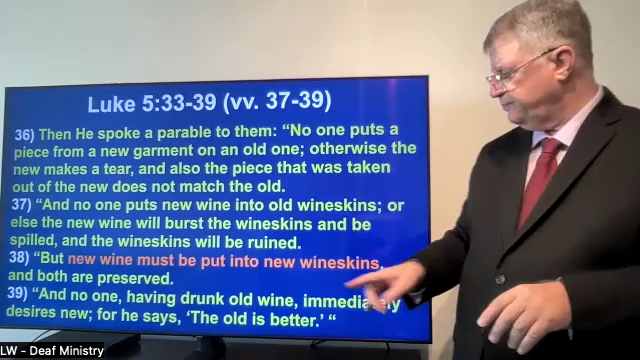 Luke 5:33-39 (vv. 37-39)
36) Then He spoke a parable to them: “No one puts a
piece from a new garment on an old one; otherwise the
new makes a tear, and also the piece that was taken
out of the new does not match the old.
37) “And no one puts new wine into old wineskins; or
else the new wine will burst the wineskins and be
spilled, and the wineskins will be ruined.
38) “But new wine must be put into new wineskins,
and both are preserved.
39) “And no one, having drunk old wine, immediately
desires new; for he says, ‘The old is better.’ “
LW - Deaf Ministry